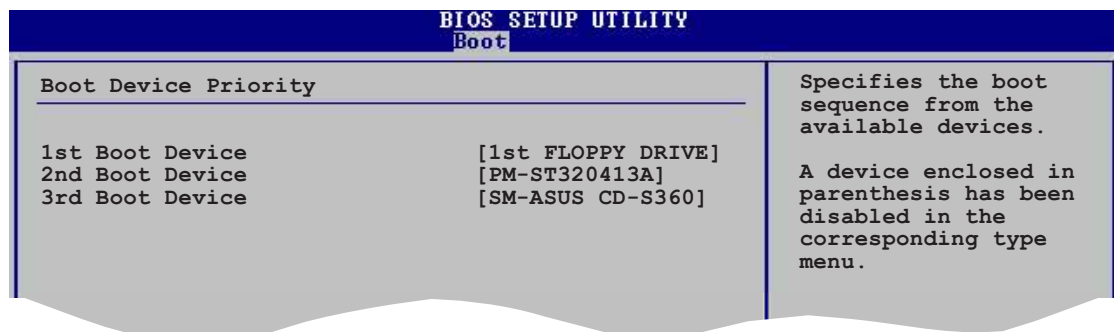 BIOS SETUP UTILITY
Boot
Boot Device Priority
1st Boot Device [1st FLOPPY DRIVE]
2nd Boot Device [PM-ST320413A]
3rd Boot Device [SM-ASUS CD-S360]
Specifies the boot
sequence from the
available devices.
A device enclosed in
parenthesis has been
disabled in the
corresponding type
menu.